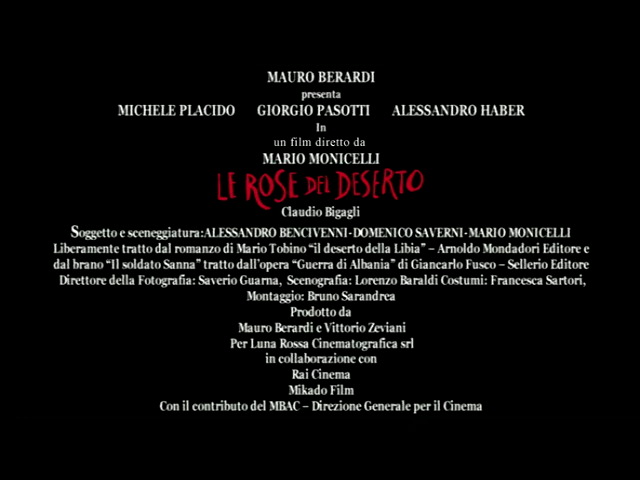 MAURO BERARDI
presenta
MICHELE PLACIDO GIORGIO PASOTTI ALESSANDRO HABER
In
un film diretto da
MARIO MONICELLI
LE ROSE DEL DESERTO
Claudio Bigagli
Soggetto e sceneggiatura:ALESSANDRO BENCIVENNI-DOMENICO SAVERNI-MARIO MONICELLI
Liberamente tratto dal romanzo di Mario Tobino “il deserto della Libia” – Arnoldo Mondadori Editore e
dal brano “Il soldato Sanna” tratto dall’opera “Guerra di Albania” di Giancarlo Fusco – Sellerio Editore
Direttore della Fotografia: Saverio Guarna, Scenografia: Lorenzo Baraldi Costumi: Francesca Sartori,
Montaggio: Bruno Sarandrea
Prodotto da
Mauro Berardi e Vittorio Zeviani
Per Luna Rossa Cinematografica srl
in collaborazione con
Rai Cinema
Mikado Film
Con il contributo del MBAC – Direzione Generale per il Cinema